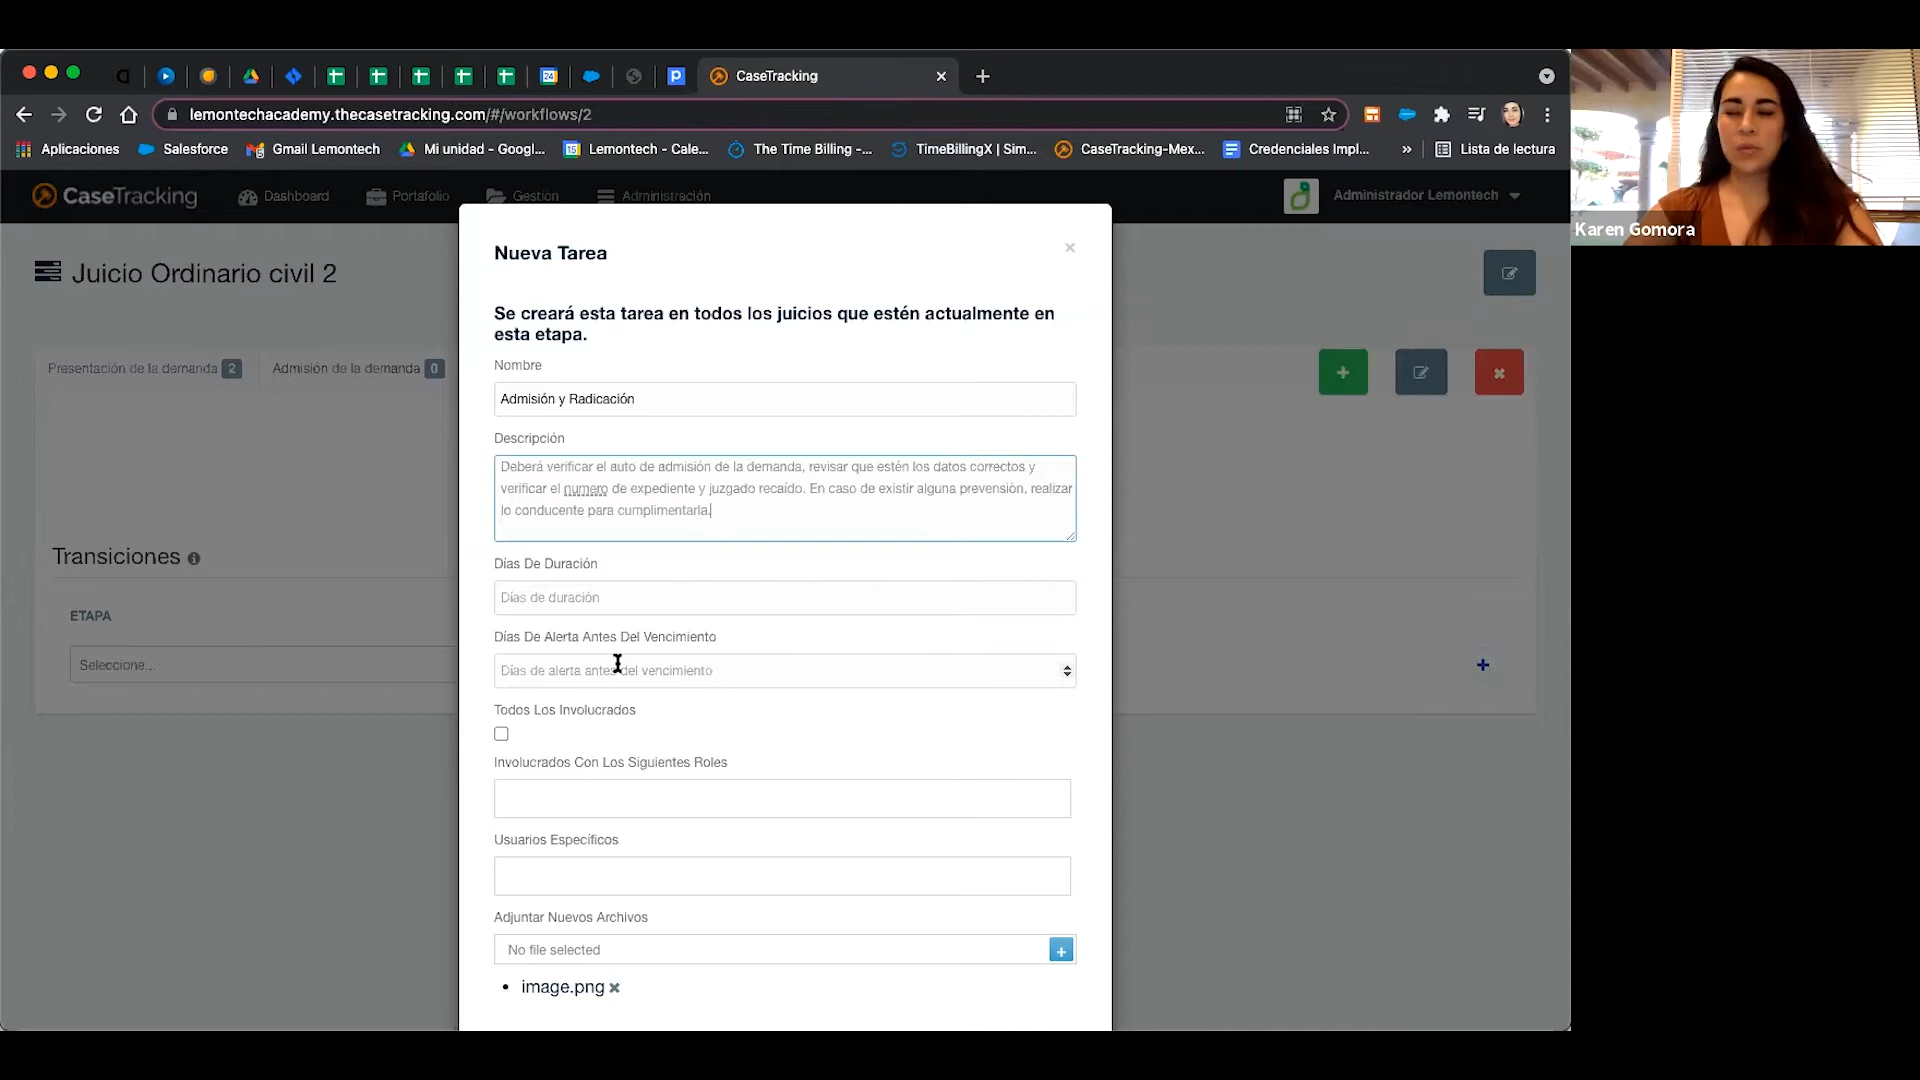 CaseTracking
lemontechacademy.thecasetracking.com/#/workflows/2
Aplicaciones
Salesforce
Gmail Lemontech
Mi unidad - Googl...
Lemontech - Cale...
The Time Billing -...
TimeBillingX | Sim...
CaseTracking-Mex...
Credenciales Impl...
»
Lista de lectura
CaseTracking
Dashboard
Portafolio
Gestión
Administración
Administrador Lemontech
Karen Gomora
Juicio Ordinario civil 2
Presentación de la demanda 2
Admisión de la demanda 0
Transiciones
ETAPA
Seleccione...
Nueva Tarea
Se creará esta tarea en todos los juicios que estén actualmente en
esta etapa.
Nombre
Admisión y Radicación
Descripción
Deberá verificar el auto de admisión de la demanda, revisar que estén los datos correctos y
verificar el numero de expediente y juzgado recaído. En caso de existir alguna prevensión, realizar
lo conducente para cumplimentarla.
Días De Duración
Días de duración
Días De Alerta Antes Del Vencimiento
Días de alerta antes del vencimiento
Todos Los Involucrados
Involucrados Con Los Siguientes Roles
Usuarios Específicos
Adjuntar Nuevos Archivos
No file selected
image.png